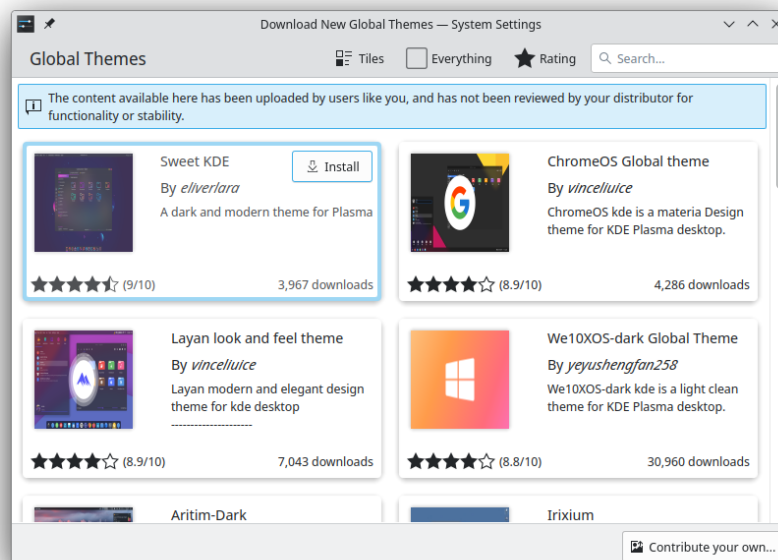 Download New Global Themes — System Settings
Global Themes
Tiles
Everything
Rating
Search...
The content available here has been uploaded by users like you, and has not been reviewed by your distributor for
functionality or stability.
Sweet KDE
Install
By eliverlara
A dark and modern theme for Plasma
(9/10)
3,967 downloads
ChromeOS Global theme
By vinceliuice
ChromeOS kde is a materia Design
theme for KDE Plasma desktop.
(8.9/10)
4,286 downloads
Layan look and feel theme
By vinceliuice
Layan modern and elegant design
theme for kde desktop
---------------------
(8.9/10)
7,043 downloads
We10XOS-dark Global Theme
By yeyushengfan258
We10XOS-dark kde is a light clean
theme for KDE Plasma desktop.
(8.8/10)
30,960 downloads
Aritim-Dark
Irixium
Contribute your own...